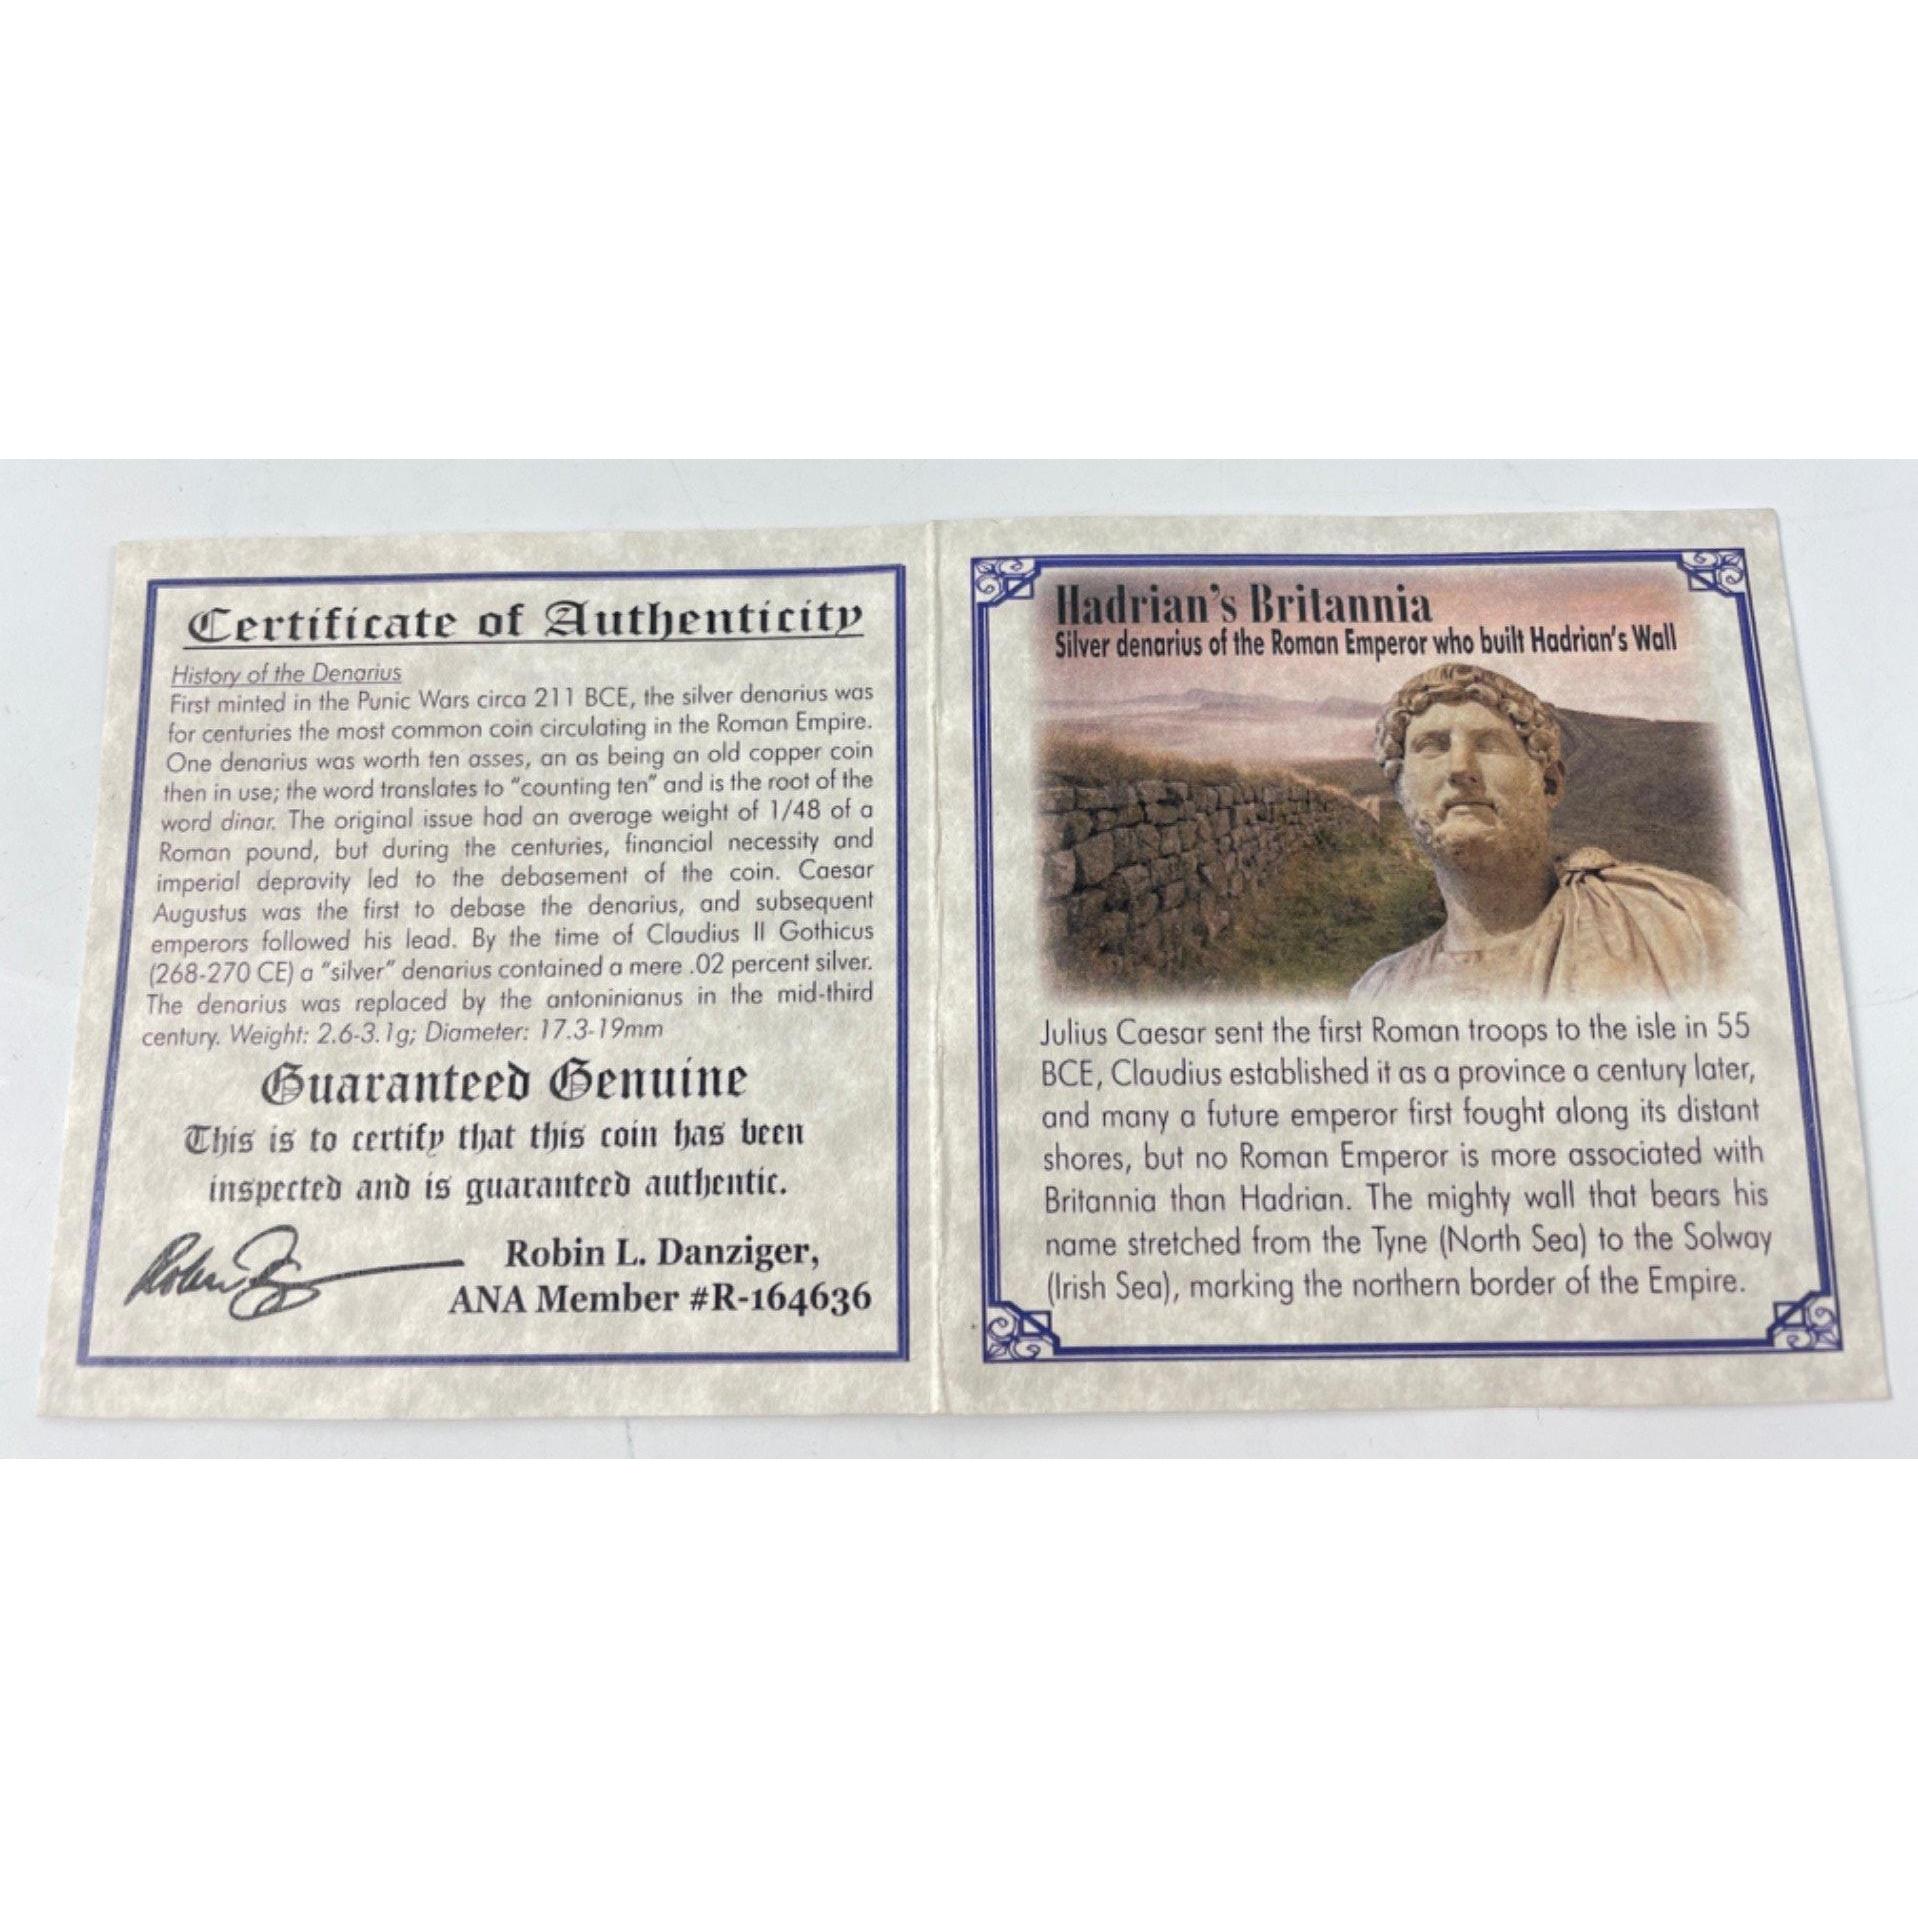 Certificate of Authenticity
History of the Denarius
First minted in the Punic Wars circa 211 BCE, the silver denarius was
for centuries the most common coin circulating in the Roman Empire.
One denarius was worth ten asses, an as being an old copper coin
then in use; the word translates to "counting ten" and is the root of the
word dinar. The original issue had an average weight of 1/48 of a
Roman pound, but during the centuries, financial necessity and
imperial depravity led to the debasement of the coin. Caesar
Augustus was the first to debase the denarius, and subsequent
emperors followed his lead. By the time of Claudius II Gothicus
(268-270 CE) a "silver" denarius contained a mere .02 percent silver.
The denarius was replaced by the antoninianus in the mid-third
century. Weight: 2.6-3.1g; Diameter: 17.3-19mm
Guaranteed Genuine
This is to certify that this coin has been
inspected and is guaranteed authentic.
Robin L. Danziger,
ANA Member #R-164636
Hadrian's Britannia
Silver denarius of the Roman Emperor who built Hadrian's Wall
Julius Caesar sent the first Roman troops to the isle in 55
BCE, Claudius established it as a province a century later,
and many a future emperor first fought along its distant
shores, but no Roman Emperor is more associated with
Britannia than Hadrian. The mighty wall that bears his
name stretched from the Tyne (North Sea) to the Solway
(Irish Sea), marking the northern border of the Empire.